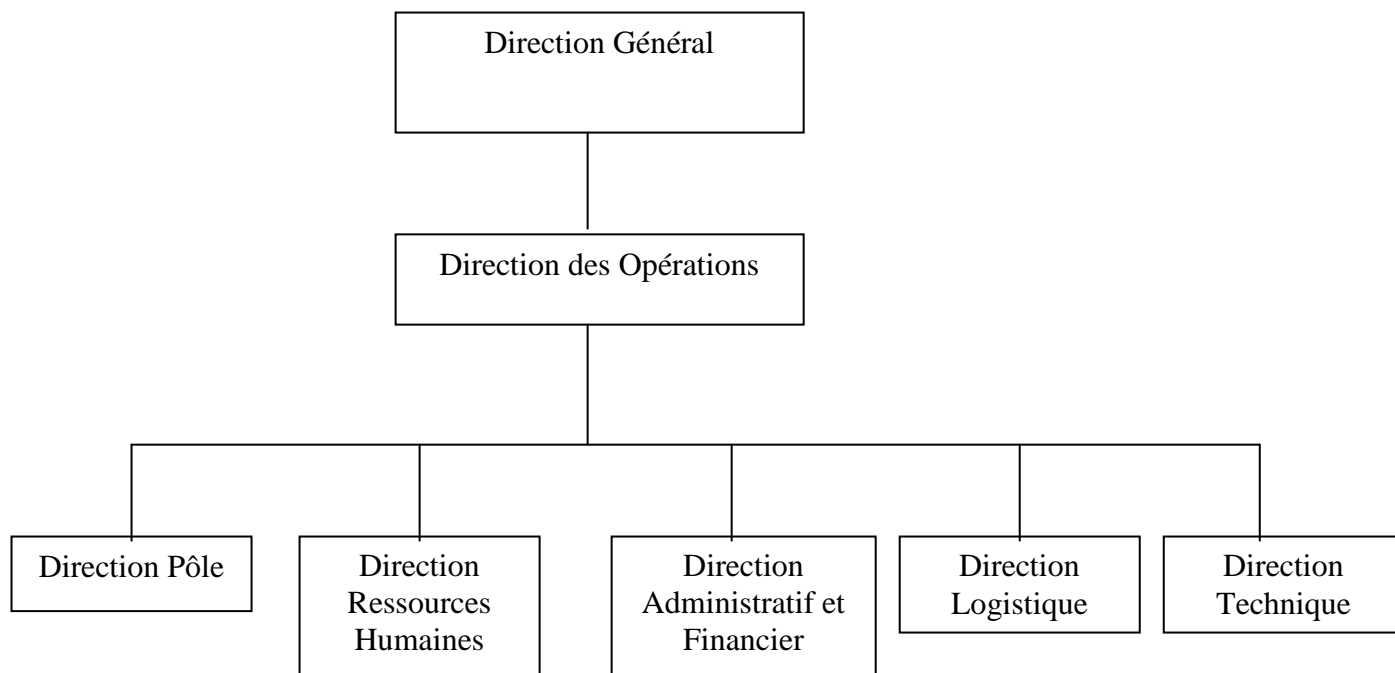 Direction Général
Direction des Opérations
Direction Pôle
Direction
Ressources
Humaines
Direction
Administratif et
Financier
Direction
Logistique
Direction
Technique